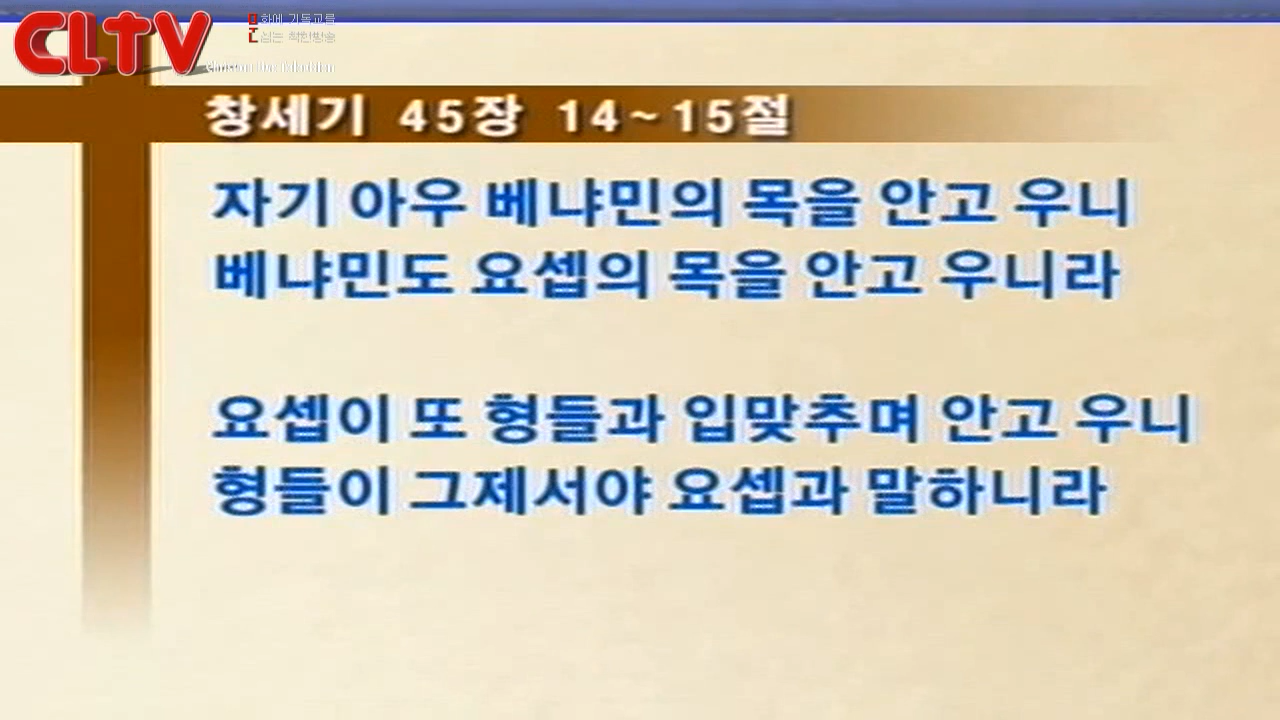 CLTV
창세기 45장 14~15절
자기 아우 베냐민의 목을 안고 우니
베냐민도 요셉의 목을 안고 우니라
요셉이 또 형들과 입맞추며 안고 우니
형들이 그제서야 요셉과 말하니라